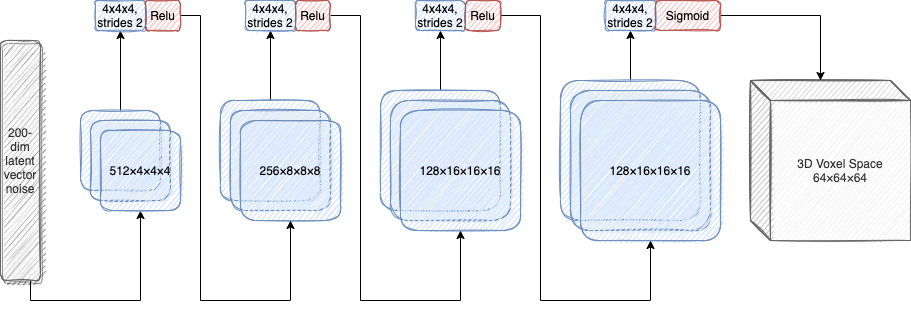 200-
dim
latent
vector
noise
4x4x4,
strides 2
Relu
512×4×4×4
4x4x4,
strides 2
Relu
256×8×8×8
4x4x4,
strides 2
Relu
128×16×16×16
4x4x4,
strides 2
Sigmoid
128×16×16×16
3D Voxel Space
64×64×64